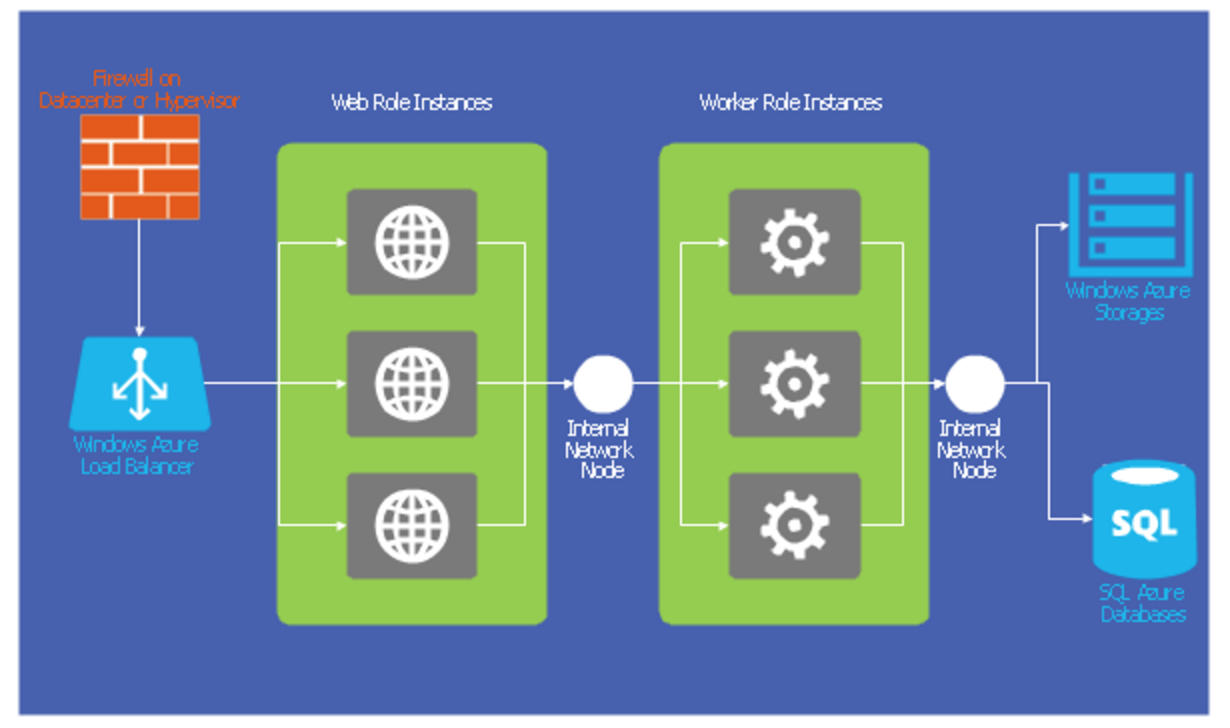 Firewall on
Datacenter or Hypervisor
Web Role Instances
Worker Role Instances
Windows Azure
Storages
Windows Azure
Load Balancer
Internal
Network
Node
Internal
Network
Node
SQL
SQL Azure
Databases